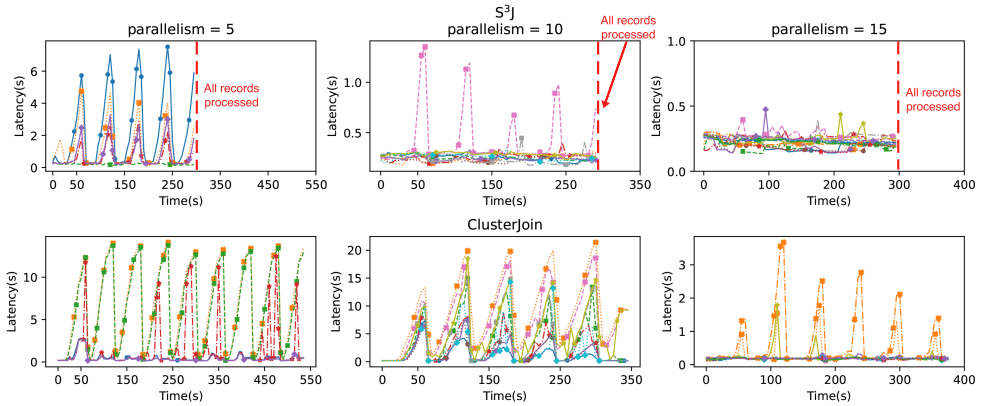 S³J
parallelism = 5
parallelism = 10
parallelism = 15
All records
processed
Latency(s)
6
4
2
0
All records
processed
0 50 150 250 350 450 550
Time(s)
Latency(s)
1.0
0.5
0 50 150 250 350
Time(s)
Latency(s)
1.0
0.5
0.0
All records
processed
0 100 200 300 400
Time(s)
ClusterJoin
Latency(s)
10
5
0
0 50 150 250 350 450 550
Time(s)
Latency(s)
20
15
10
5
0
0 50 150 250 350
Time(s)
Latency(s)
3
2
1
0
0 100 200 300 400
Time(s)